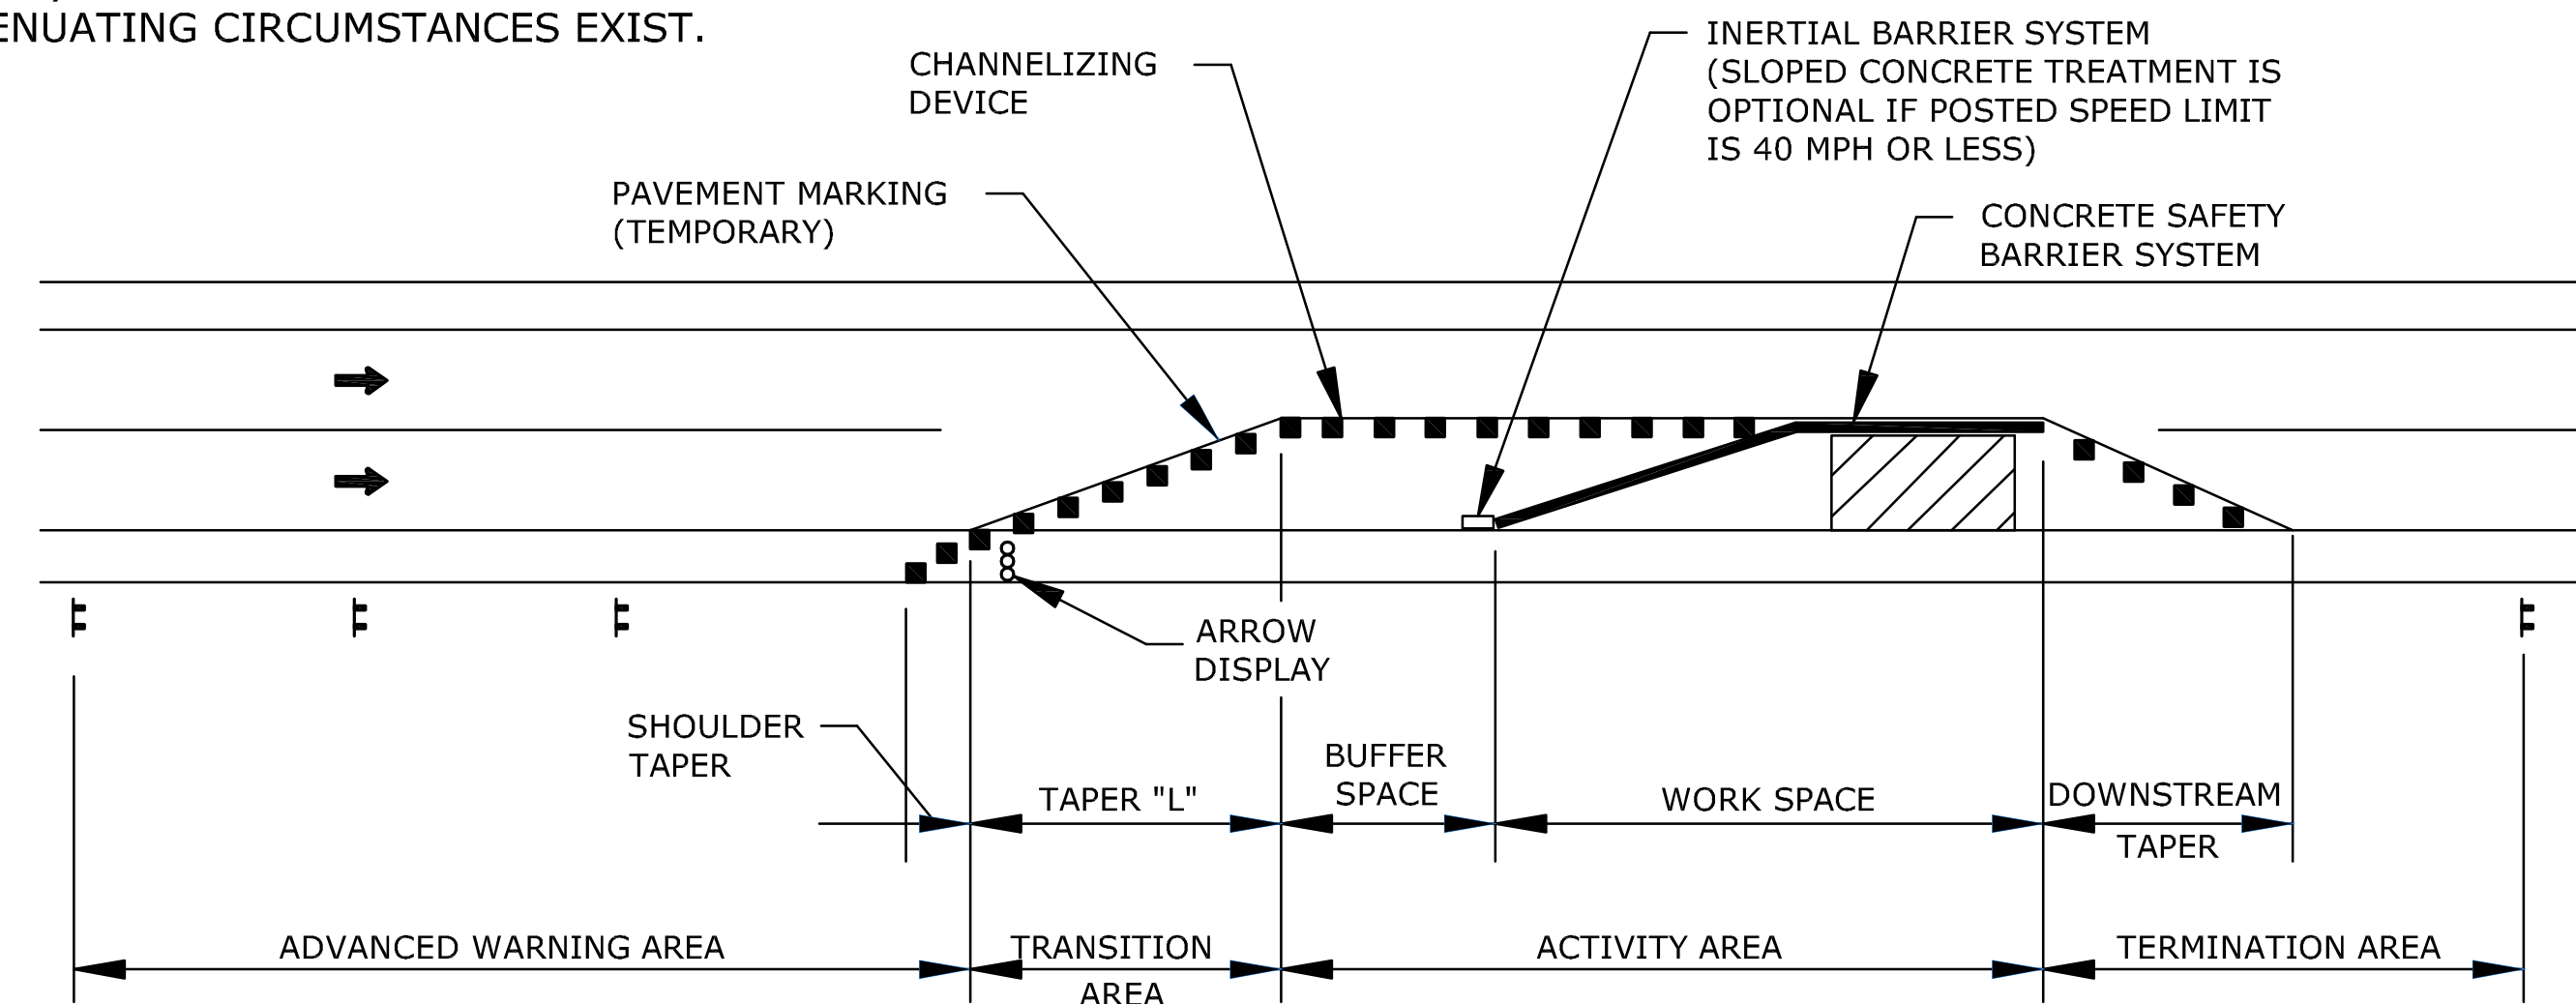 CIRCUMSTANCES EXIST.
INERTIAL BARRIER SYSTEM
(SLOPED CONCRETE TREATMENT IS
OPTIONAL IF POSTED SPEED LIMIT
IS 40 MPH OR LESS)
CHANNELIZING
DEVICE
PAVEMENT MARKING
(TEMPORARY)
CONCRETE SAFETY
BARRIER SYSTEM
ARROW
DISPLAY
SHOULDER
TAPER
TAPER "L"
BUFFER
SPACE
WORK SPACE
DOWNSTREAM
TAPER
ADVANCED WARNING AREA
TRANSITION
AREA
ACTIVITY AREA
TERMINATION AREA